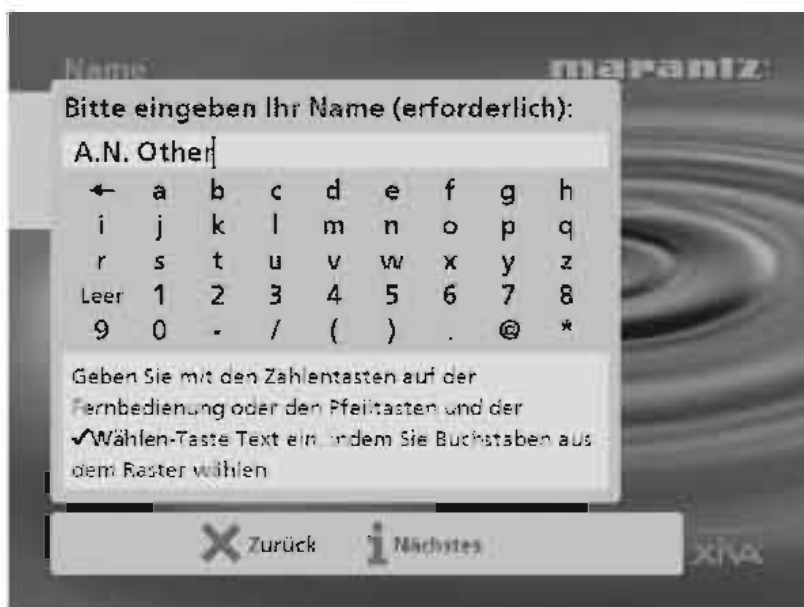 Name
marantz
Bitte eingeben Ihr Name (erforderlich):
A.N. Other
← a b c d e f g h
i j k l m n o p q
r s t u v w x y z
Leer 1 2 3 4 5 6 7 8
9 0 - / ( ) . @ *
Geben Sie mit den Zahlentasten auf der
Fernbedienung oder den Pfeiltasten und der
✓Wählen-Taste Text ein, indem Sie Buchstaben aus
dem Raster wählen
Zurück
Nächstes
XiVA